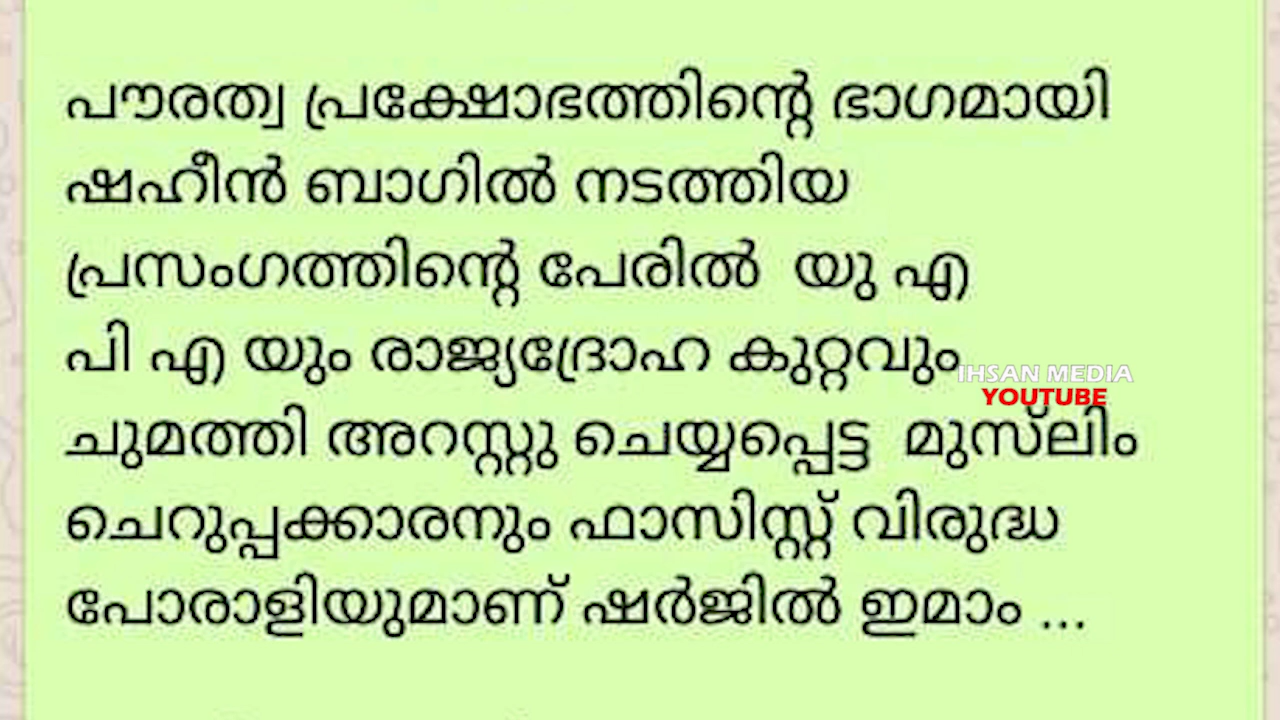 പൗരത്വ പ്രക്ഷോഭത്തിന്റെ ഭാഗമായി
ഷഹീൻ ബാഗിൽ നടത്തിയ
പ്രസംഗത്തിന്റെ പേരിൽ യു എ
പി എ യും രാജ്യദ്രോഹ കുറ്റവും
IHSAN MEDIA
YOUTUBE
ചുമത്തി അറസ്റ്റു ചെയ്യപ്പെട്ട മുസ്‌ലിം
ചെറുപ്പക്കാരനും ഫാസിസ്റ്റ് വിരുദ്ധ
പോരാളിയുമാണ് ഷർജിൽ ഇമാം ...